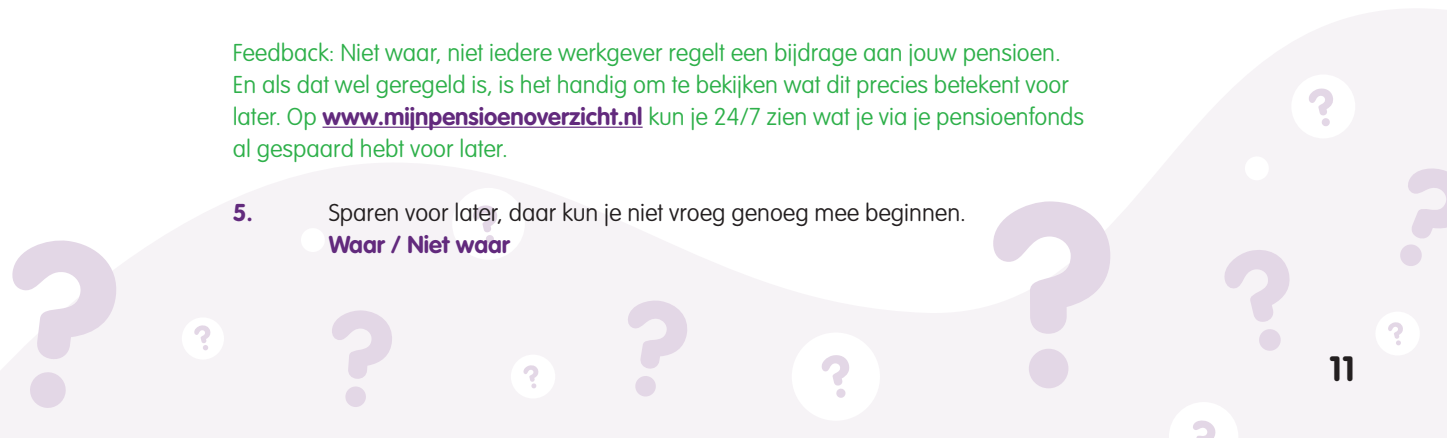 Feedback: Niet waar, niet iedere werkgever regelt een bijdrage aan jouw pensioen.
En als dat wel geregeld is, is het handig om te bekijken wat dit precies betekent voor
later. Op www.mijnpensioenoverzicht.nl kun je 24/7 zien wat je via je pensioenfonds
al gespaard hebt voor later.
5. Sparen voor later, daar kun je niet vroeg genoeg mee beginnen.
Waar / Niet waar
11